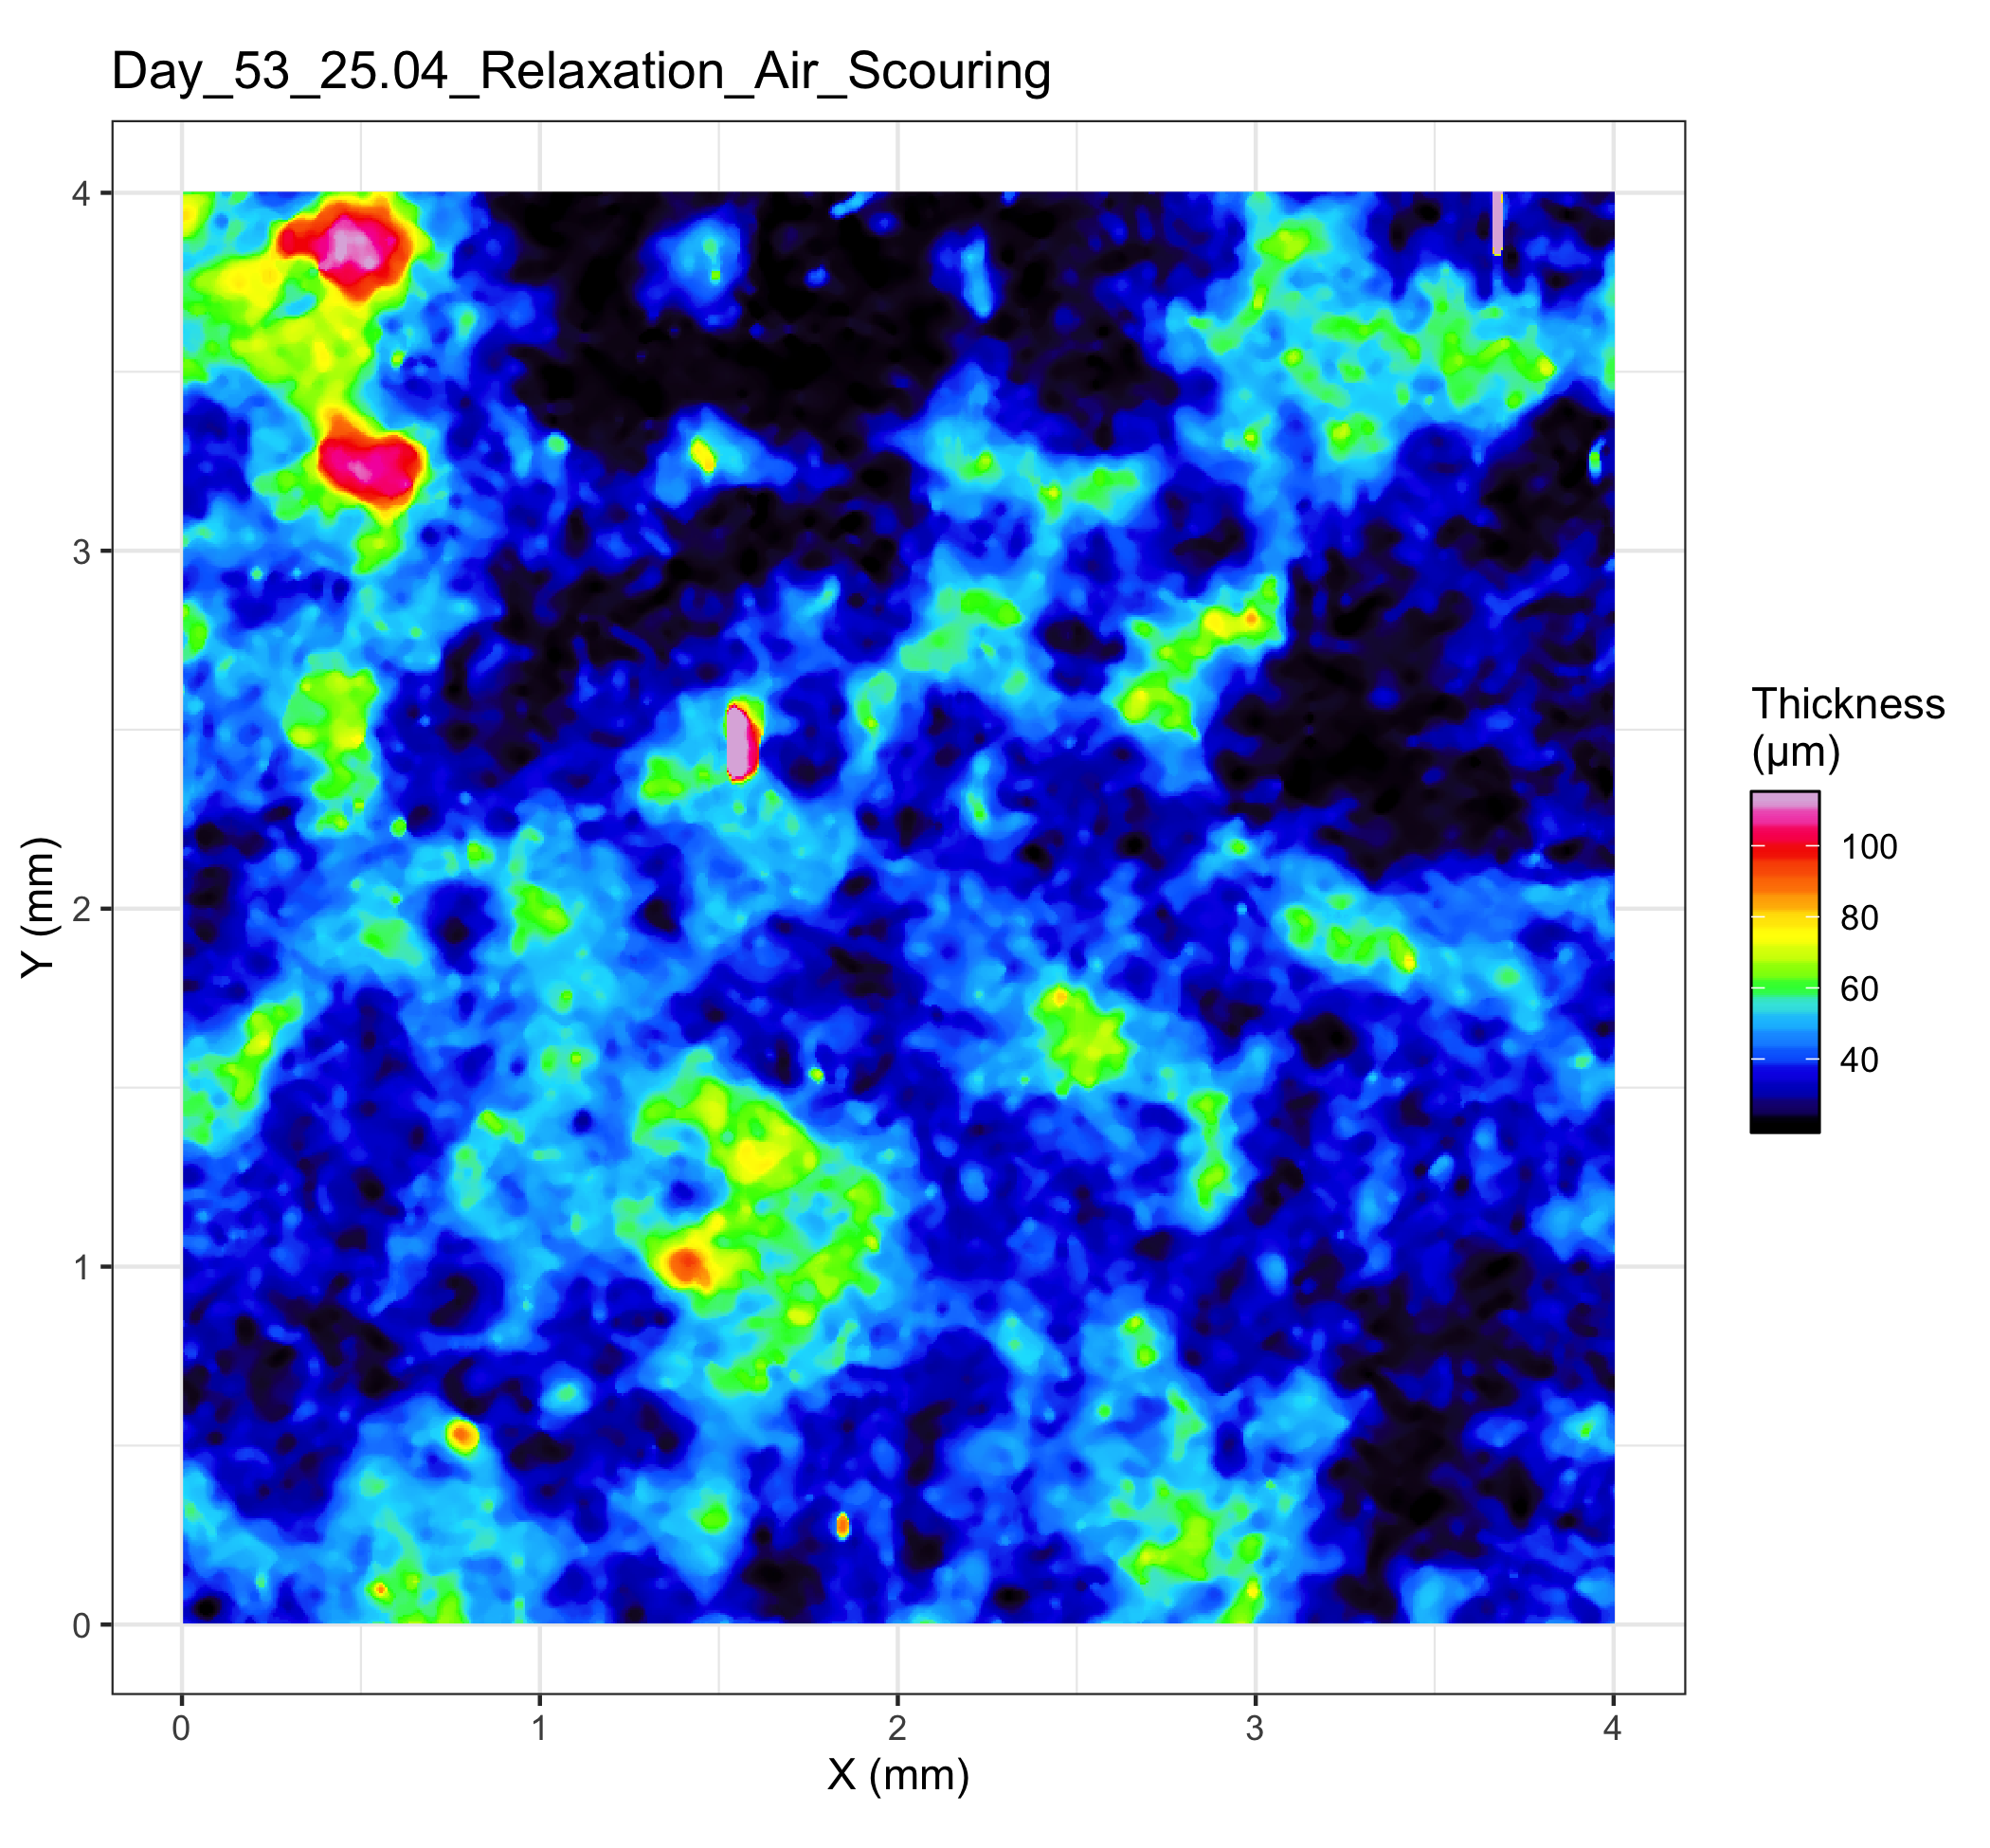 Day_53_25.04_Relaxation_Air_Scouring
4
3
2
1
0
Y (mm)
0 1 2 3 4
X (mm)
Thickness
(µm)
100
80
60
40